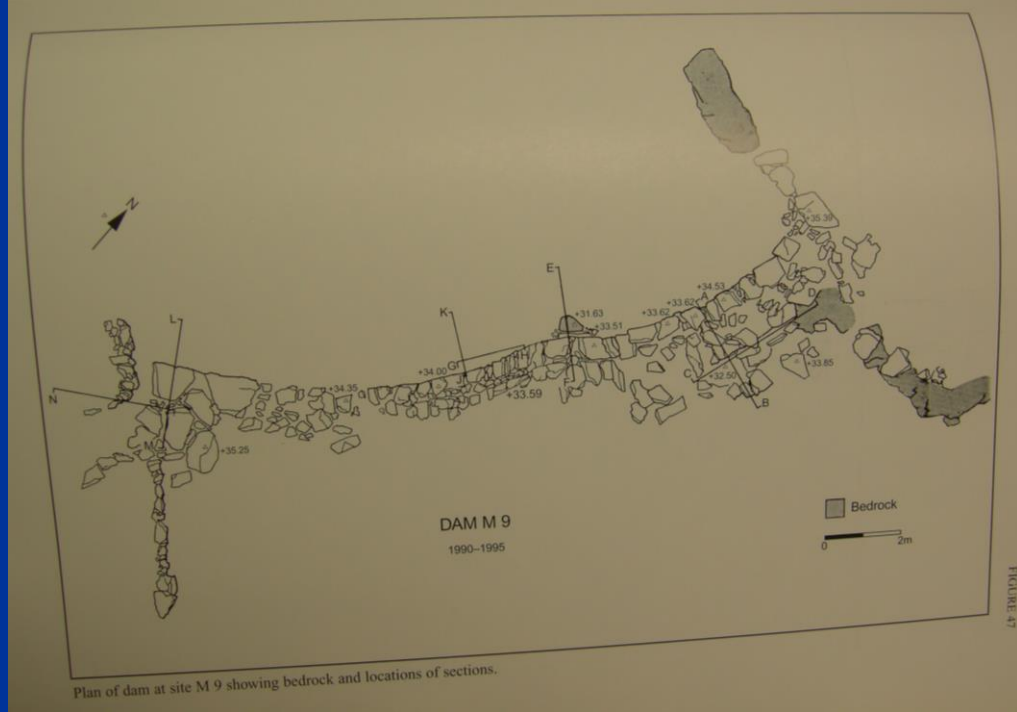 N
+35.39
E
+34.53
A
+33.62
+31.63
+33.62
+33.51
L
K
+34.00
+33.85
+32.50
+34.35
+33.59
B
N
M
+35.25
DAM M 9
1990–1995
Bedrock
0 2m
FIGURE 47
Plan of dam at site M 9 showing bedrock and locations of sections.